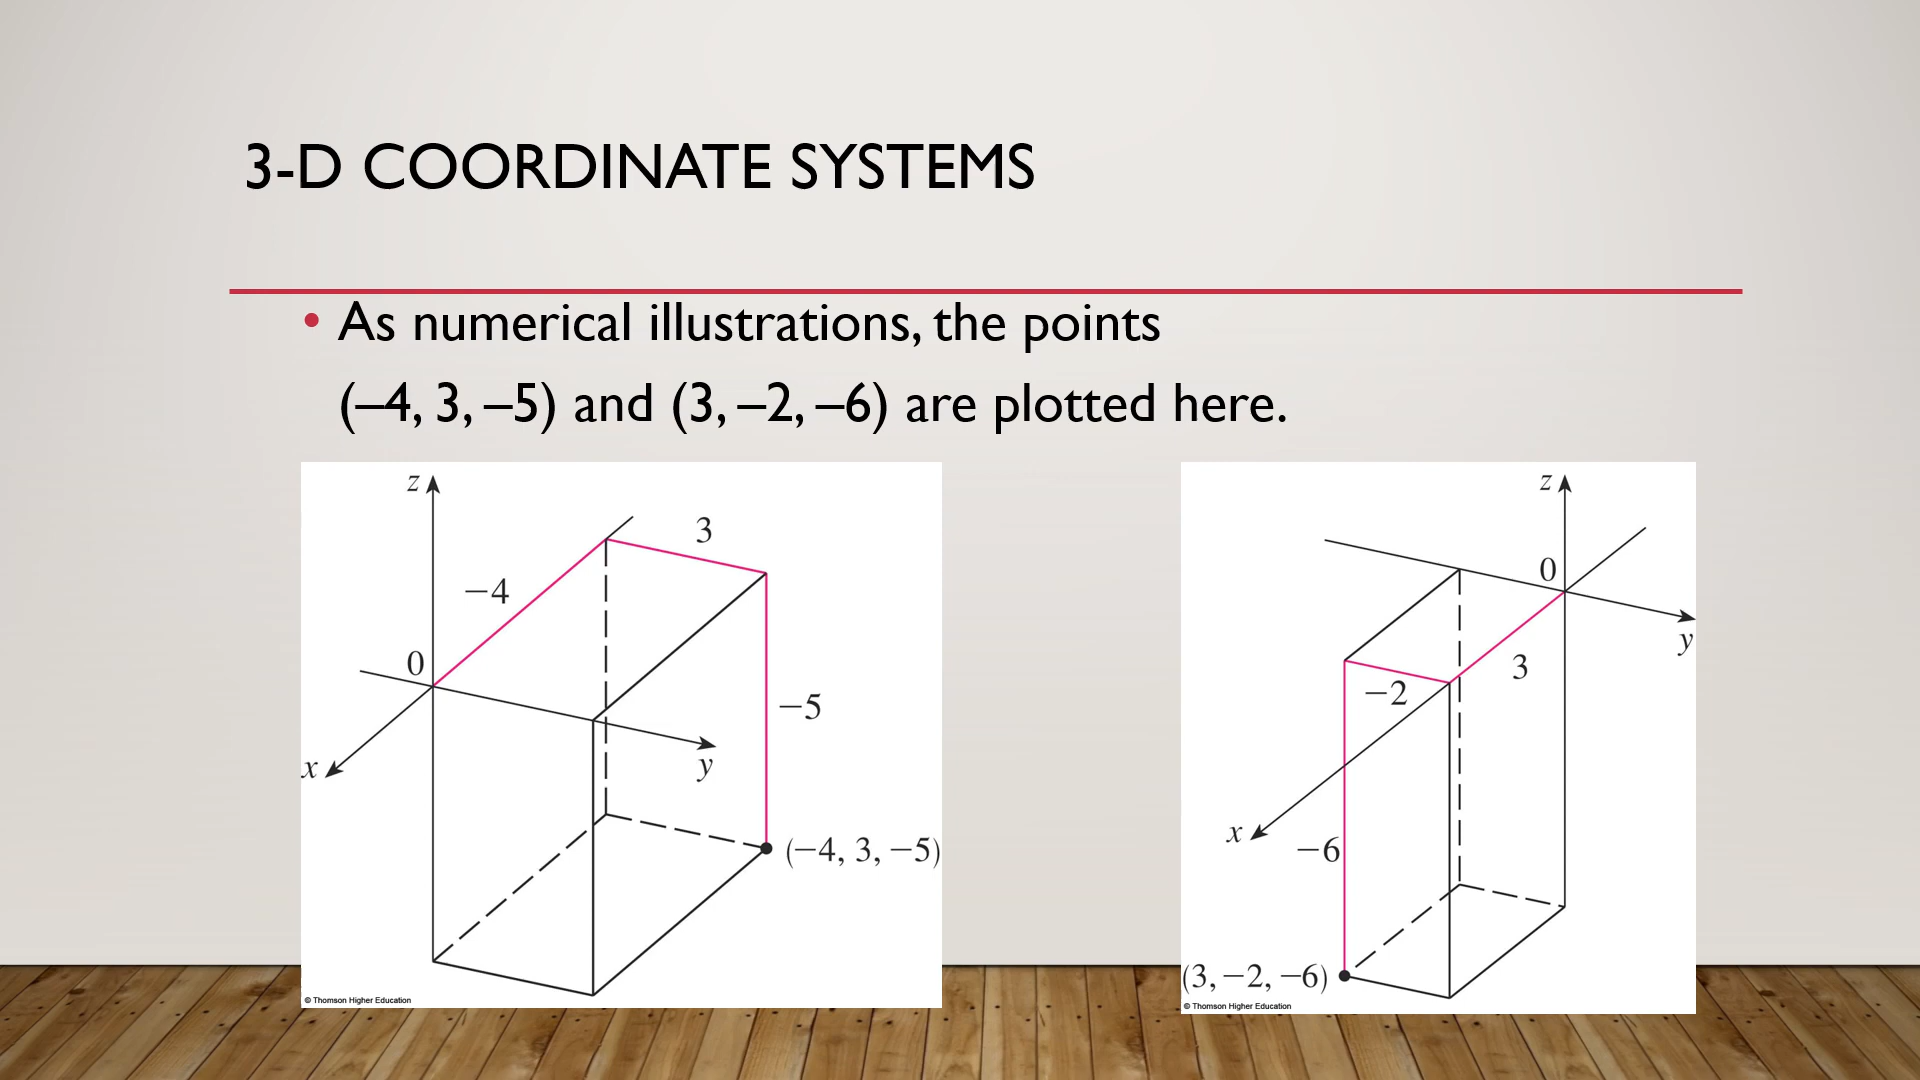 3-D COORDINATE SYSTEMS
• As numerical illustrations, the points
(–4, 3, –5) and (3, –2, –6) are plotted here.
z
3
−4
0
−5
x
y
(−4, 3, −5)
© Thomson Higher Education
z
0
y
3
−2
x
−6
(3, −2, −6)
© Thomson Higher Education